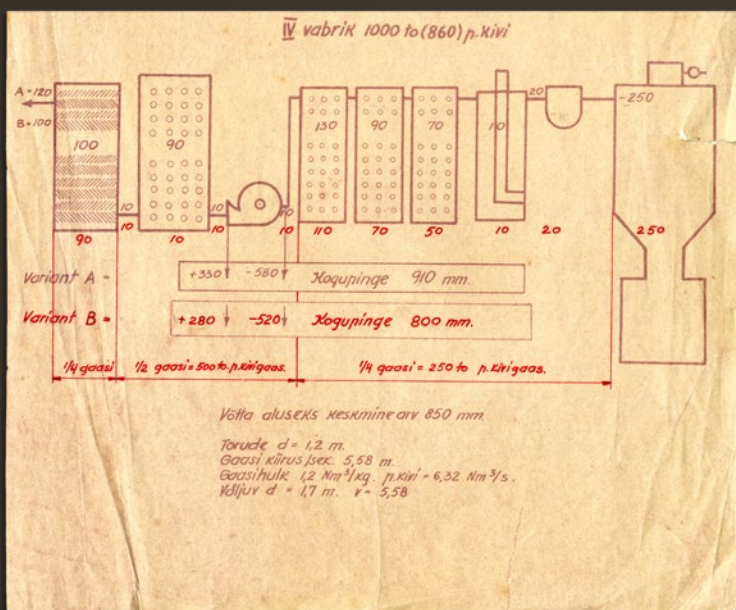 IV vabrik 1000 to (860) p.kivi
A = 120
B = 100
100
90
130
90
70
10
20
-250
10
10
90
10
10
10
10
110
70
50
10
20
250
Variant A =
+330
-580
Kogupinge 910 mm.
Variant B =
+280
-520
Kogupinge 800 mm.
1/4 gaasi
1/2 gaasi = 500 to p.kivigaas.
1/4 gaasi = 250 to p.kivigaas.
Võtta aluseks keskmine arv 850 mm.
Torude d = 1,2 m.
Gaasi kiirus/sek. 5,58 m.
Gaasihulk 1,2 Nm³/kg. p.kivi - 6,32 Nm³/s.
Väljuv d = 1,7 m. v = 5,58